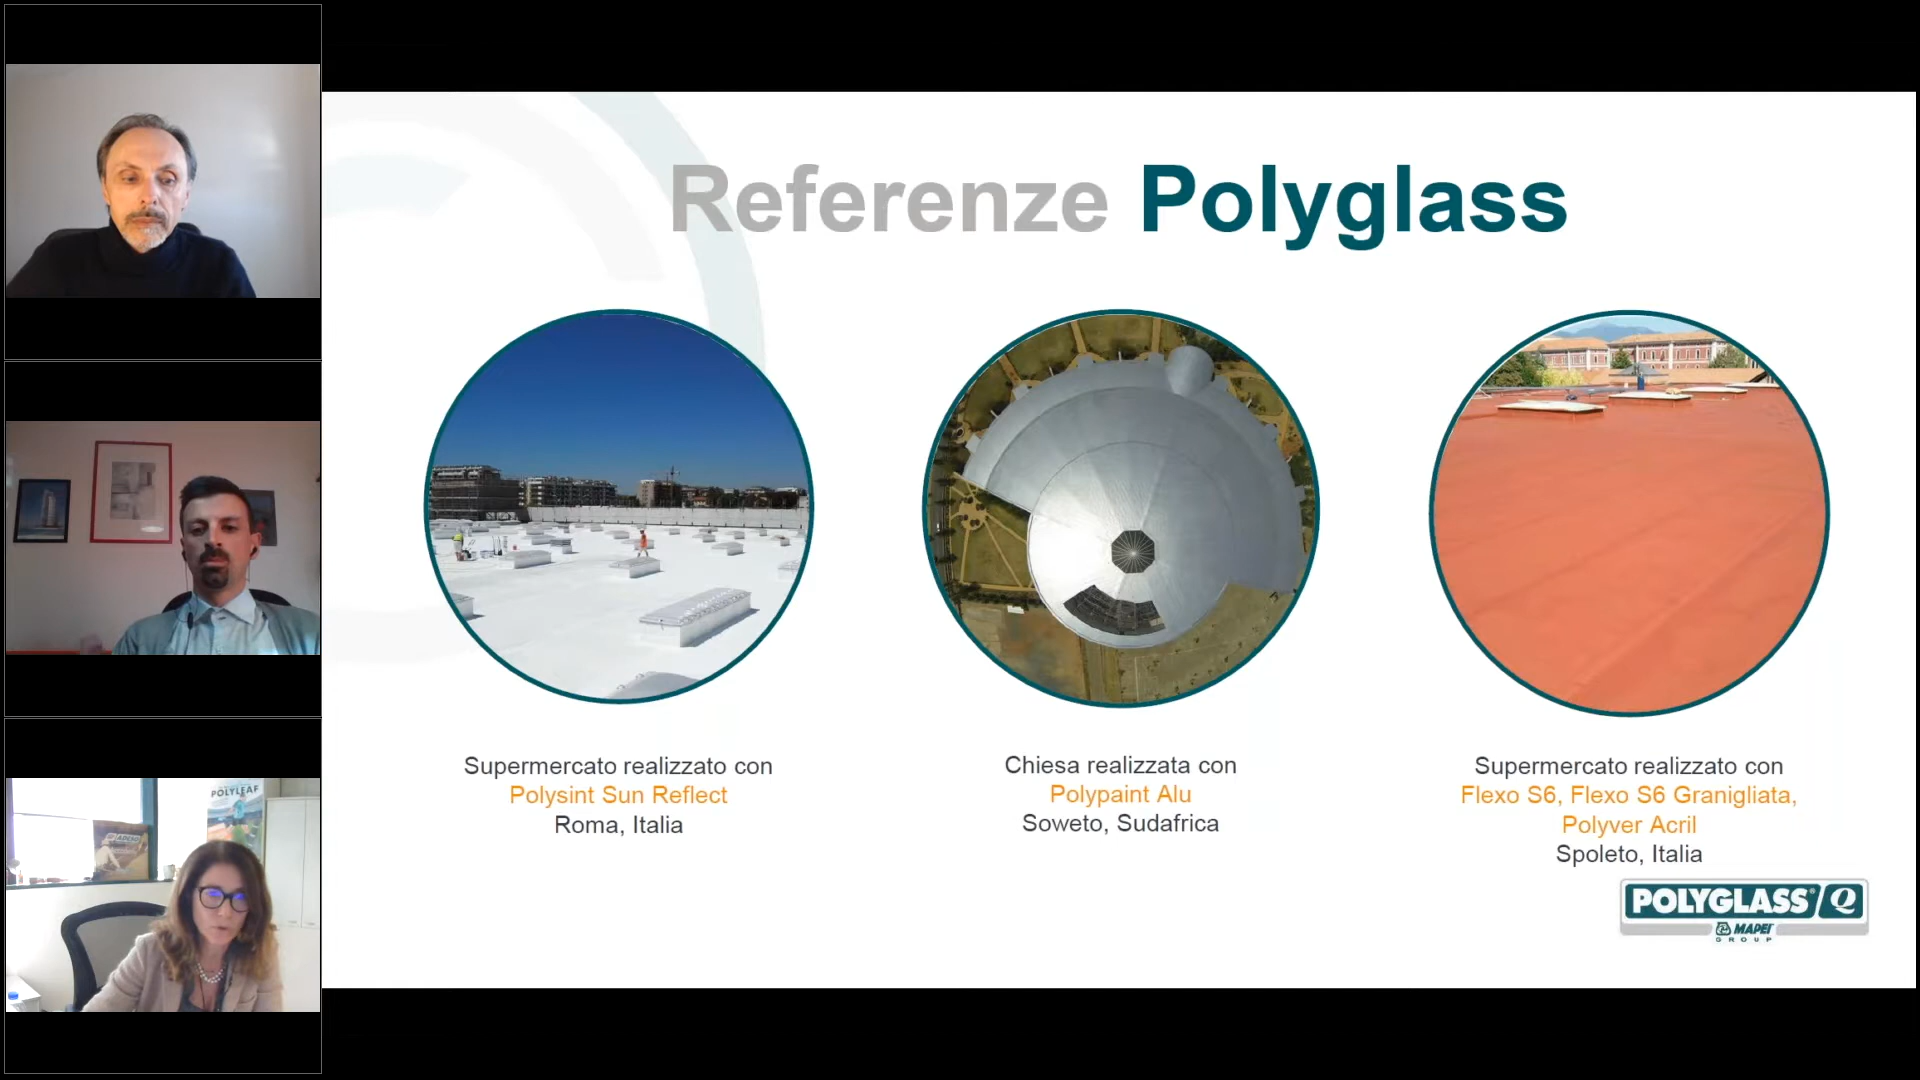 Referenze Polyglass
Supermercato realizzato con
Polysint Sun Reflect
Roma, Italia
Chiesa realizzata con
Polypaint Alu
Soweto, Sudafrica
Supermercato realizzato con
Flexo S6, Flexo S6 Granigliata,
Polyver Acril
Spoleto, Italia
POLYGLASS® Q
MAPEI
GROUP
POLYLEAF